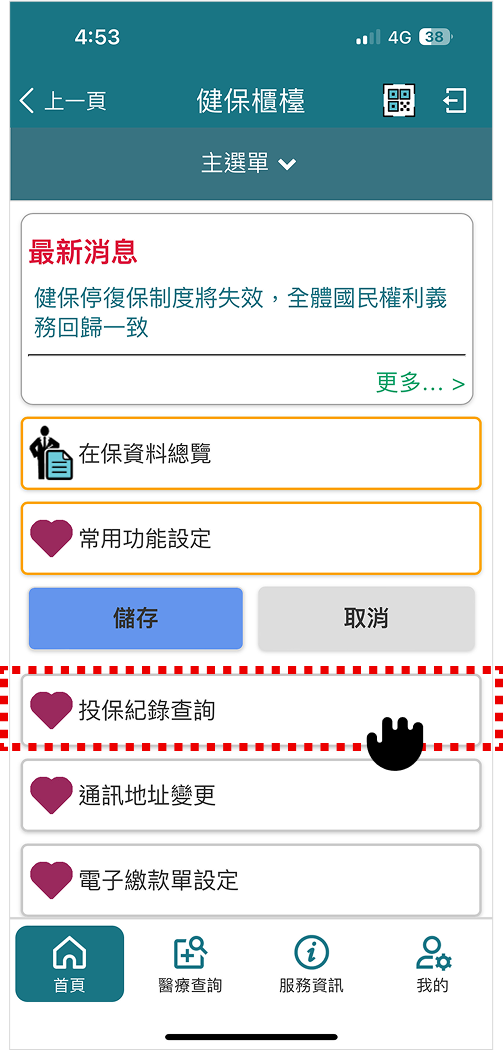 4:53
4G 38
上一頁 健保櫃檯
主選單
最新消息
健保停復保制度將失效，全體國民權利義
務回歸一致
更多... >
在保資料總覽
常用功能設定
儲存 取消
投保紀錄查詢
通訊地址變更
電子繳款單設定
首頁 醫療查詢 服務資訊 我的